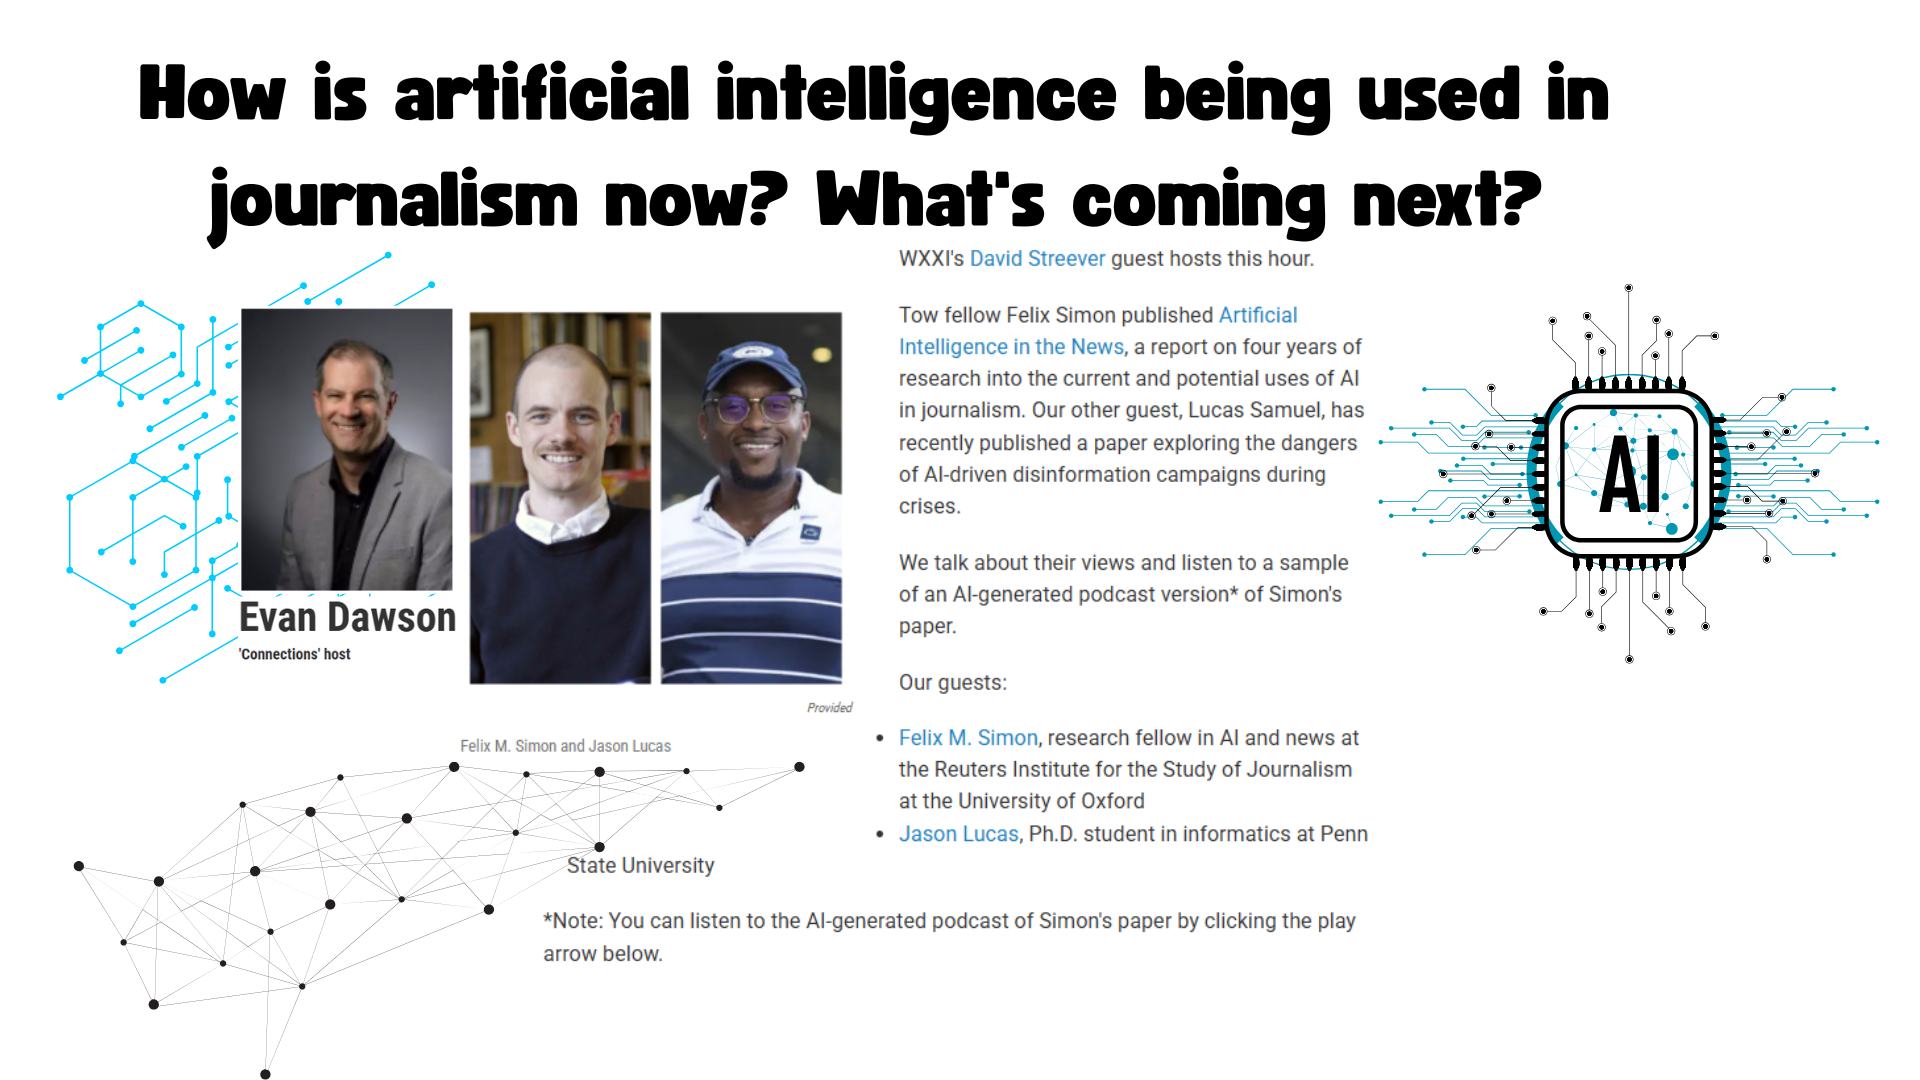 How is artificial intelligence being used in
journalism now? What's coming next?
WXXI's David Streever guest hosts this hour.
Tow fellow Felix Simon published Artificial
Intelligence in the News, a report on four years of
research into the current and potential uses of AI
in journalism. Our other guest, Lucas Samuel, has
recently published a paper exploring the dangers
of AI-driven disinformation campaigns during
crises.
We talk about their views and listen to a sample
of an AI-generated podcast version* of Simon's
paper.
Our guests:
• Felix M. Simon, research fellow in AI and news at
the Reuters Institute for the Study of Journalism
at the University of Oxford
• Jason Lucas, Ph.D. student in informatics at Penn
State University
*Note: You can listen to the AI-generated podcast of Simon's paper by clicking the play
arrow below.
Evan Dawson
'Connections' host
Provided
Felix M. Simon and Jason Lucas
AI